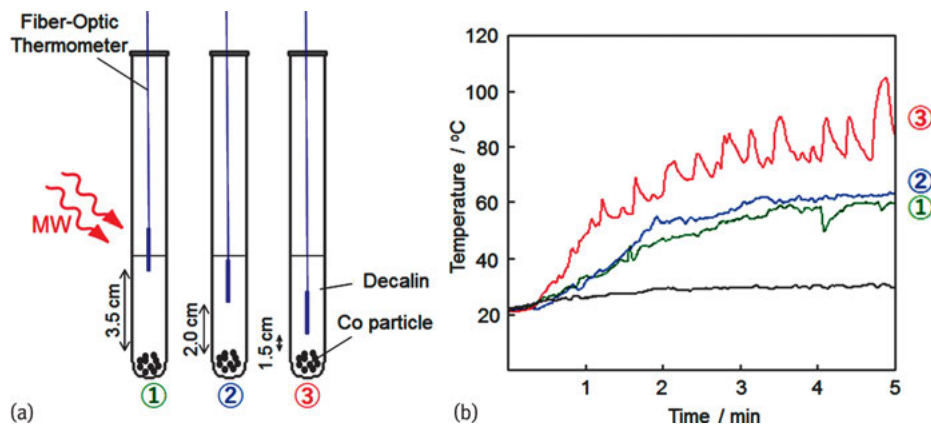 Fiber-Optic
Thermometer
MW
3.5 cm
2.0 cm
1.5 cm
Decalin
Co particle
① ② ③
(a)
120
100
80
60
40
20
Temperature / ºC
1 2 3 4 5
Time / min
③
②
①
(b)